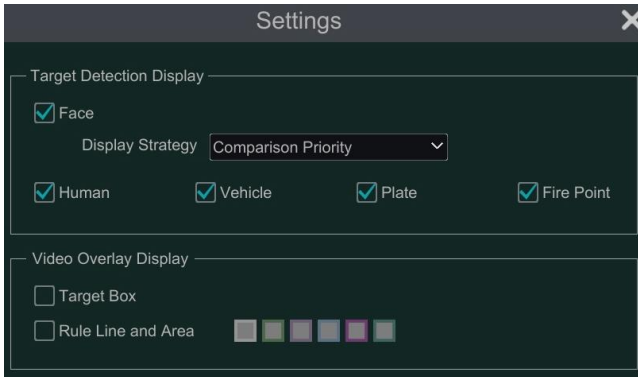 Settings
Target Detection Display
Face
Display Strategy Comparison Priority
Human Vehicle Plate Fire Point
Video Overlay Display
Target Box
Rule Line and Area